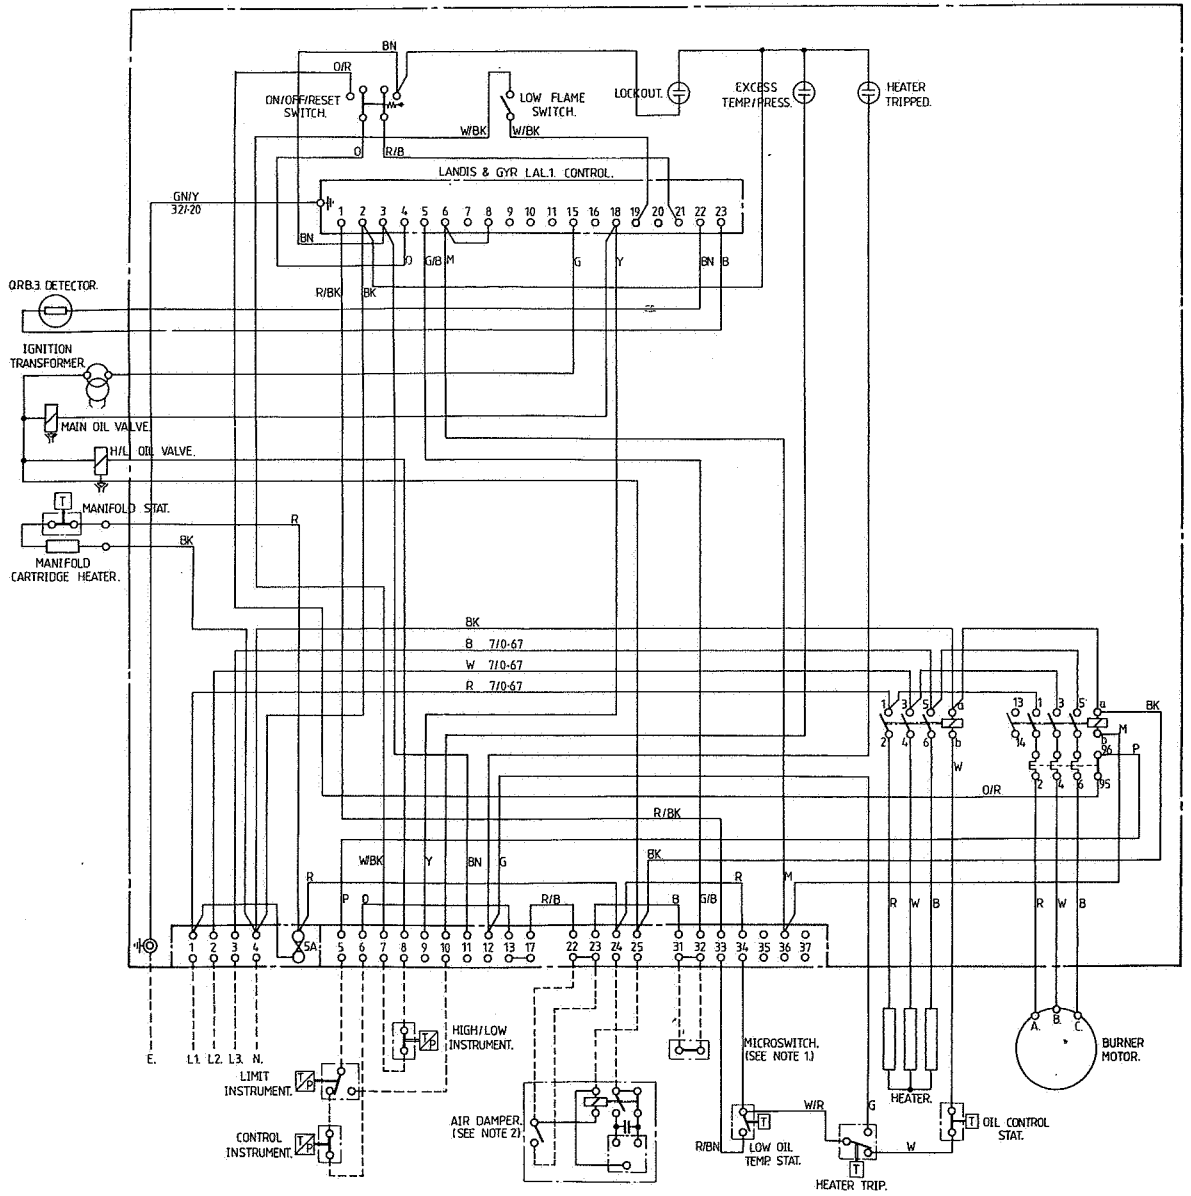 BN
O/R
ON/OFF/RESET
SWITCH.
LOW FLAME
SWITCH.
LOCKOUT.
EXCESS
TEMP./PRESS.
HEATER
TRIPPED.
W/BK
W/BK
O
R/B
LANDIS & GYR LAL.1. CONTROL.
GN/Y
32/·20
1 2 3 4 5 6 7 8 9 10 11 15 16 18 19 20 21 22 23
BN
O
G/B
M
G
Y
BN
B
R/BK
BK
Q.R.B.3. DETECTOR.
IGNITION
TRANSFORMER.
MAIN OIL VALVE.
H/L OIL VALVE.
T
MANIFOLD STAT.
R
BK
MANIFOLD
CARTRIDGE HEATER.
BK
B 7/0·67
W 7/0·67
R 7/0·67
1 3 5 a
13 1 3 5 a
BK
2 4 6 b
14
b
M
96
P
W
2 4 6 95
O/R
R/BK
W/BK
Y
BN
G
BK
R
P
O
R/B
B
G/B
R
M
R
W
B
R
W
B
1 2 3 4 5A 5 6 7 8 9 10 11 12 13 17 22 23 24 25 31 32 33 34 35 36 37
A.
B.
C.
E.
L1.
L2.
L3.
N.
T/P
HIGH/LOW
INSTRUMENT.
LIMIT
INSTRUMENT.
T/P
CONTROL
INSTRUMENT.
T/P
AIR DAMPER.
(SEE NOTE 2)
MICROSWITCH.
(SEE NOTE 1.)
HEATER.
BURNER
MOTOR.
W/R
G
T
R/BN
LOW OIL
TEMP. STAT.
W
T
OIL CONTROL
STAT.
T
HEATER TRIP.